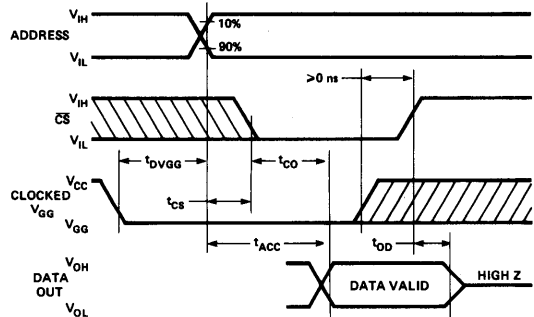 ADDRESS
VIH
10%
90%
VIL
≥0 ns
CS
VIH
VIL
tDVGG
tCO
tCS
CLOCKED
VGG
VCC
VGG
tACC
tOD
DATA
OUT
VOH
DATA VALID
HIGH Z
VOL